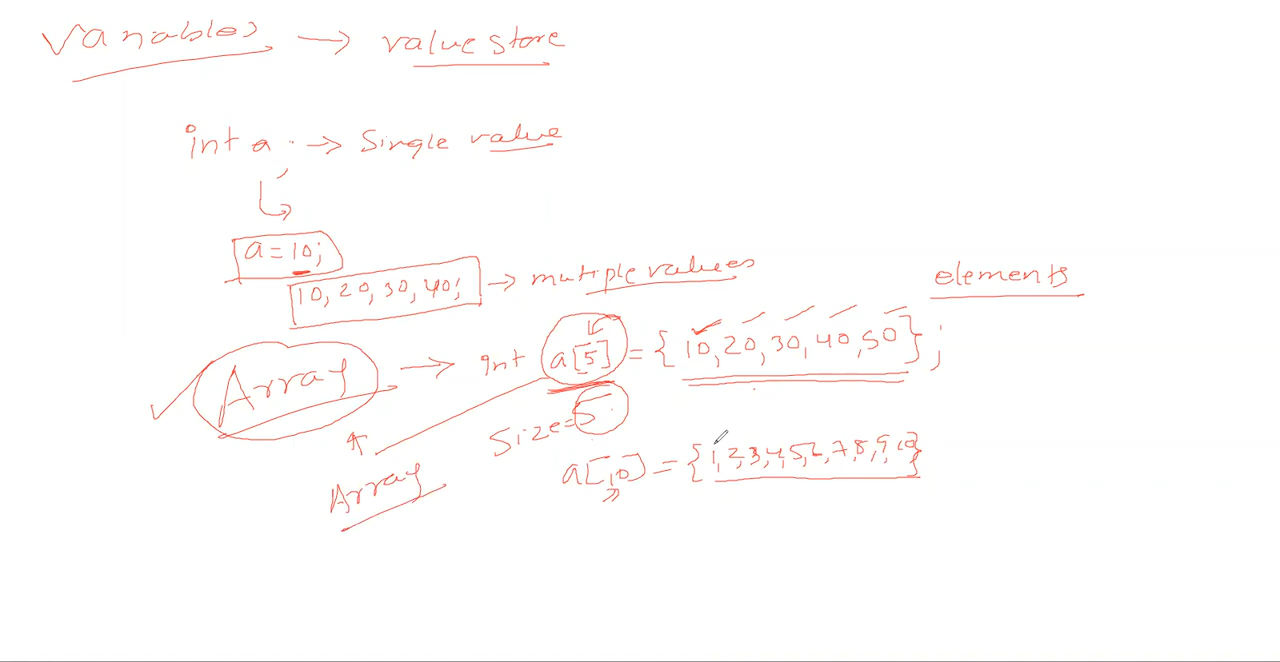 Variables → value store
int a ; → Single value
a = 10;
10, 20, 30, 40; → mutiple values
elements
Array → int a[5] = { 10, 20, 30, 40, 50 } ;
Size = 5
Array
a[10] = { 1, 2, 3, 4, 5, 6, 7, 8, 9, 10 }